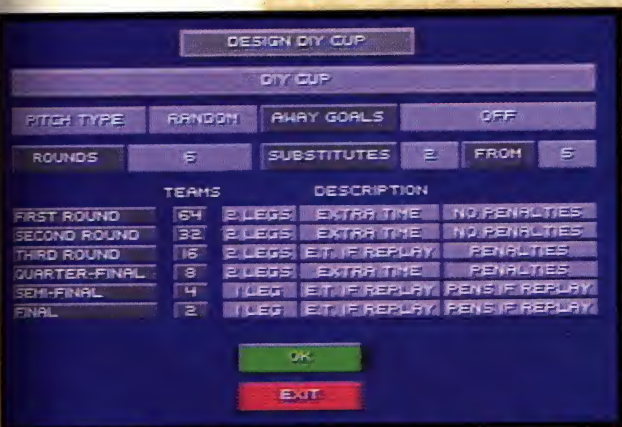 DESIGN DIY CUP
DIY CUP
PITCH TYPE RANDOM AWAY GOALS OFF
ROUNDS 6 SUBSTITUTES 2 FROM 5
TEAMS DESCRIPTION
FIRST ROUND 64 2 LEGS EXTRA TIME NO PENALTIES
SECOND ROUND 32 2 LEGS EXTRA TIME NO PENALTIES
THIRD ROUND 16 2 LEGS E.T. IF REPLAY PENALTIES
QUARTER-FINAL 8 2 LEGS EXTRA TIME PENALTIES
SEMI-FINAL 4 1 LEG E.T. IF REPLAY PENS IF REPLAY
FINAL 2 1 LEG E.T. IF REPLAY PENS IF REPLAY
OK
EXIT